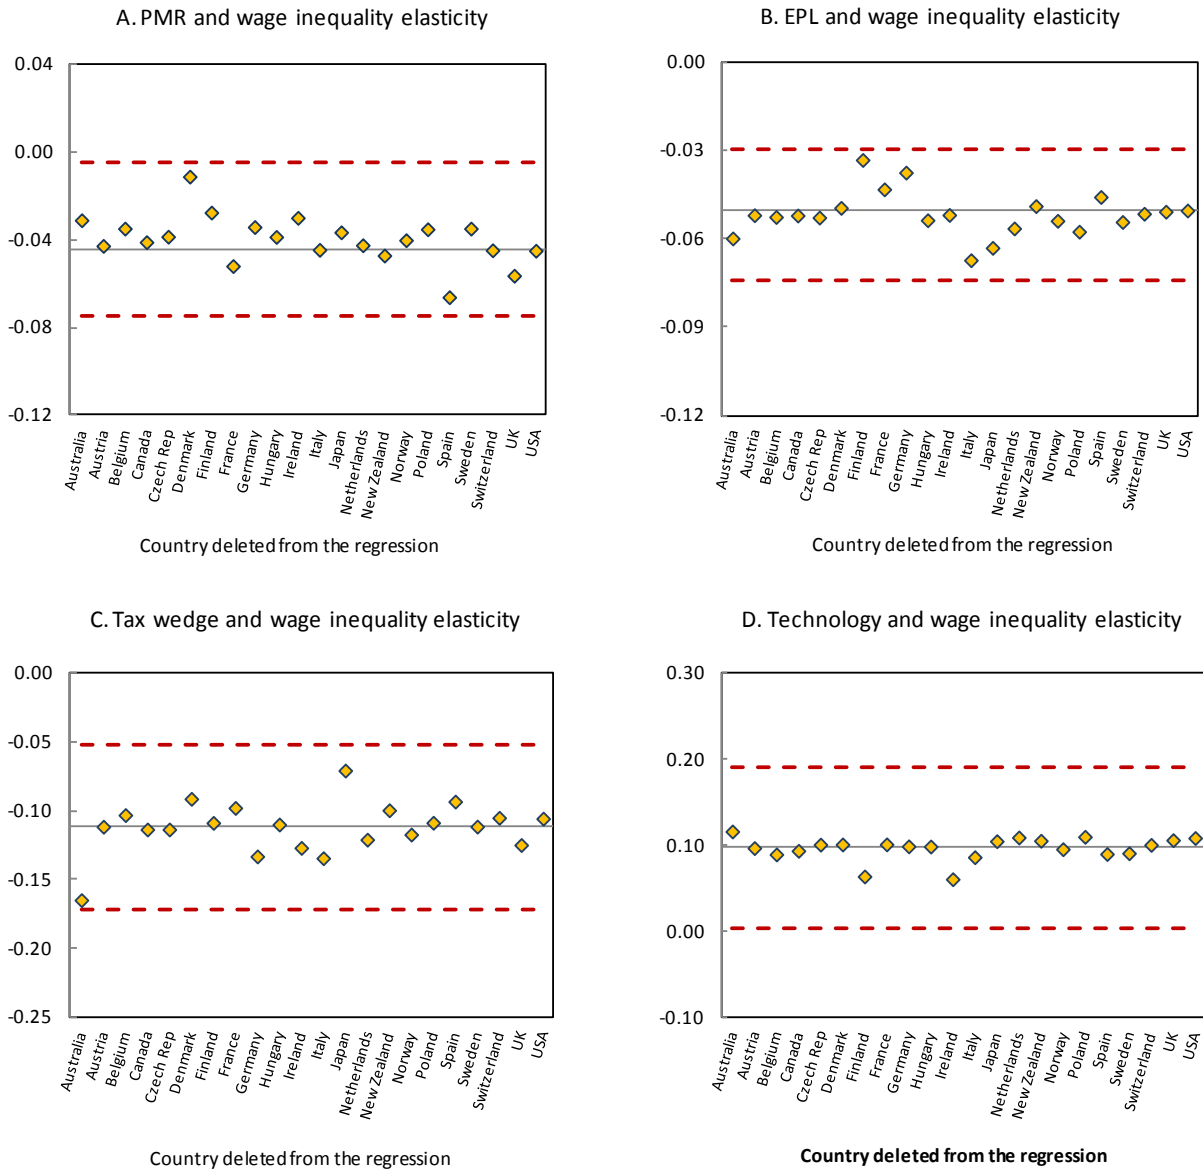 A. PMR and wage inequality elasticity
0.04
0.00
-0.04
-0.08
-0.12
Australia
Austria
Belgium
Canada
Czech Rep
Denmark
Finland
France
Germany
Hungary
Ireland
Italy
Japan
Netherlands
New Zealand
Norway
Poland
Spain
Sweden
Switzerland
UK
USA
Country deleted from the regression
B. EPL and wage inequality elasticity
0.00
-0.03
-0.06
-0.09
-0.12
Australia
Austria
Belgium
Canada
Czech Rep
Denmark
Finland
France
Germany
Hungary
Ireland
Italy
Japan
Netherlands
New Zealand
Norway
Poland
Spain
Sweden
Switzerland
UK
USA
Country deleted from the regression
C. Tax wedge and wage inequality elasticity
0.00
-0.05
-0.10
-0.15
-0.20
-0.25
Australia
Austria
Belgium
Canada
Czech Rep
Denmark
Finland
France
Germany
Hungary
Ireland
Italy
Japan
Netherlands
New Zealand
Norway
Poland
Spain
Sweden
Switzerland
UK
USA
Country deleted from the regression
D. Technology and wage inequality elasticity
0.30
0.20
0.10
0.00
-0.10
Australia
Austria
Belgium
Canada
Czech Rep
Denmark
Finland
France
Germany
Hungary
Ireland
Italy
Japan
Netherlands
New Zealand
Norway
Poland
Spain
Sweden
Switzerland
UK
USA
Country deleted from the regression